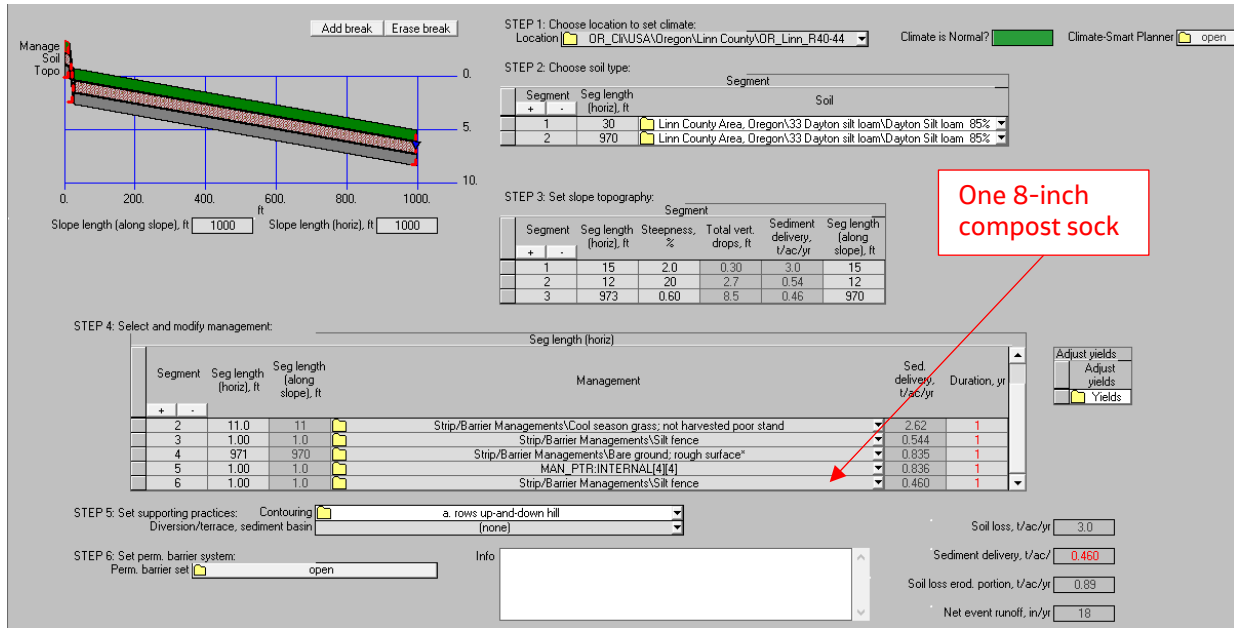 Add break
Erase break
Manage
Soil
Topo
0.
5.
10.
0.
200.
400.
600.
800.
1000.
ft
Slope length (along slope), ft 1000
Slope length (horiz), ft 1000
STEP 1: Choose location to set climate:
Location OR_Cli\USA\Oregon\Linn County\OR_Linn_R40-44
Climate is Normal?
Climate-Smart Planner open
STEP 2: Choose soil type:
Segment
Segment Seg length (horiz), ft Soil
+ -
1 30 Linn County Area, Oregon\33 Dayton silt loam\Dayton Silt loam 85%
2 970 Linn County Area, Oregon\33 Dayton silt loam\Dayton Silt loam 85%
One 8-inch
compost sock
STEP 3: Set slope topography:
Segment
Segment Seg length (horiz), ft Steepness, % Total vert. drops, ft Sediment delivery, t/ac/yr Seg length (along slope), ft
+ -
1 15 2.0 0.30 3.0 15
2 12 20 2.7 0.54 12
3 973 0.60 8.5 0.46 970
STEP 4: Select and modify management:
Seg length (horiz)
Segment Seg length (horiz), ft Seg length (along slope), ft Management Sed. delivery, t/ac/yr Duration, yr
+ -
2 11.0 11 Strip/Barrier Managements\Cool season grass; not harvested poor stand 2.62 1
3 1.00 1.0 Strip/Barrier Managements\Silt fence 0.544 1
4 971 970 Strip/Barrier Managements\Bare ground; rough surface* 0.835 1
5 1.00 1.0 MAN_PTR:INTERNAL[4][4] 0.836 1
6 1.00 1.0 Strip/Barrier Managements\Silt fence 0.460 1
Adjust yields
Adjust
yields
Yields
STEP 5: Set supporting practices: Contouring a. rows up-and-down hill
Diversion/terrace, sediment basin (none)
STEP 6: Set perm. barrier system:
Perm. barrier set open
Info
Soil loss, t/ac/yr 3.0
Sediment delivery, t/ac/ 0.460
Soil loss erod. portion, t/ac/yr 0.89
Net event runoff, in/yr 18